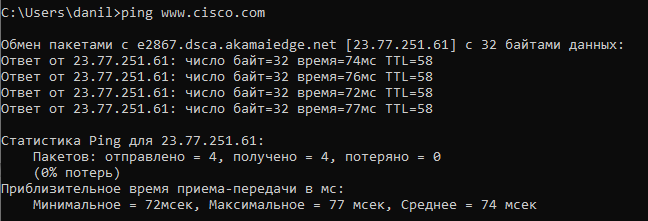 C:\Users\danil>ping www.cisco.com
Обмен пакетами с e2867.dsca.akamaiedge.net [23.77.251.61] с 32 байтами данных:
Ответ от 23.77.251.61: число байт=32 время=74мс TTL=58
Ответ от 23.77.251.61: число байт=32 время=76мс TTL=58
Ответ от 23.77.251.61: число байт=32 время=72мс TTL=58
Ответ от 23.77.251.61: число байт=32 время=77мс TTL=58
Статистика Ping для 23.77.251.61:
Пакетов: отправлено = 4, получено = 4, потеряно = 0
(0% потерь)
Приблизительное время приема-передачи в мс:
Минимальное = 72мсек, Максимальное = 77 мсек, Среднее = 74 мсек